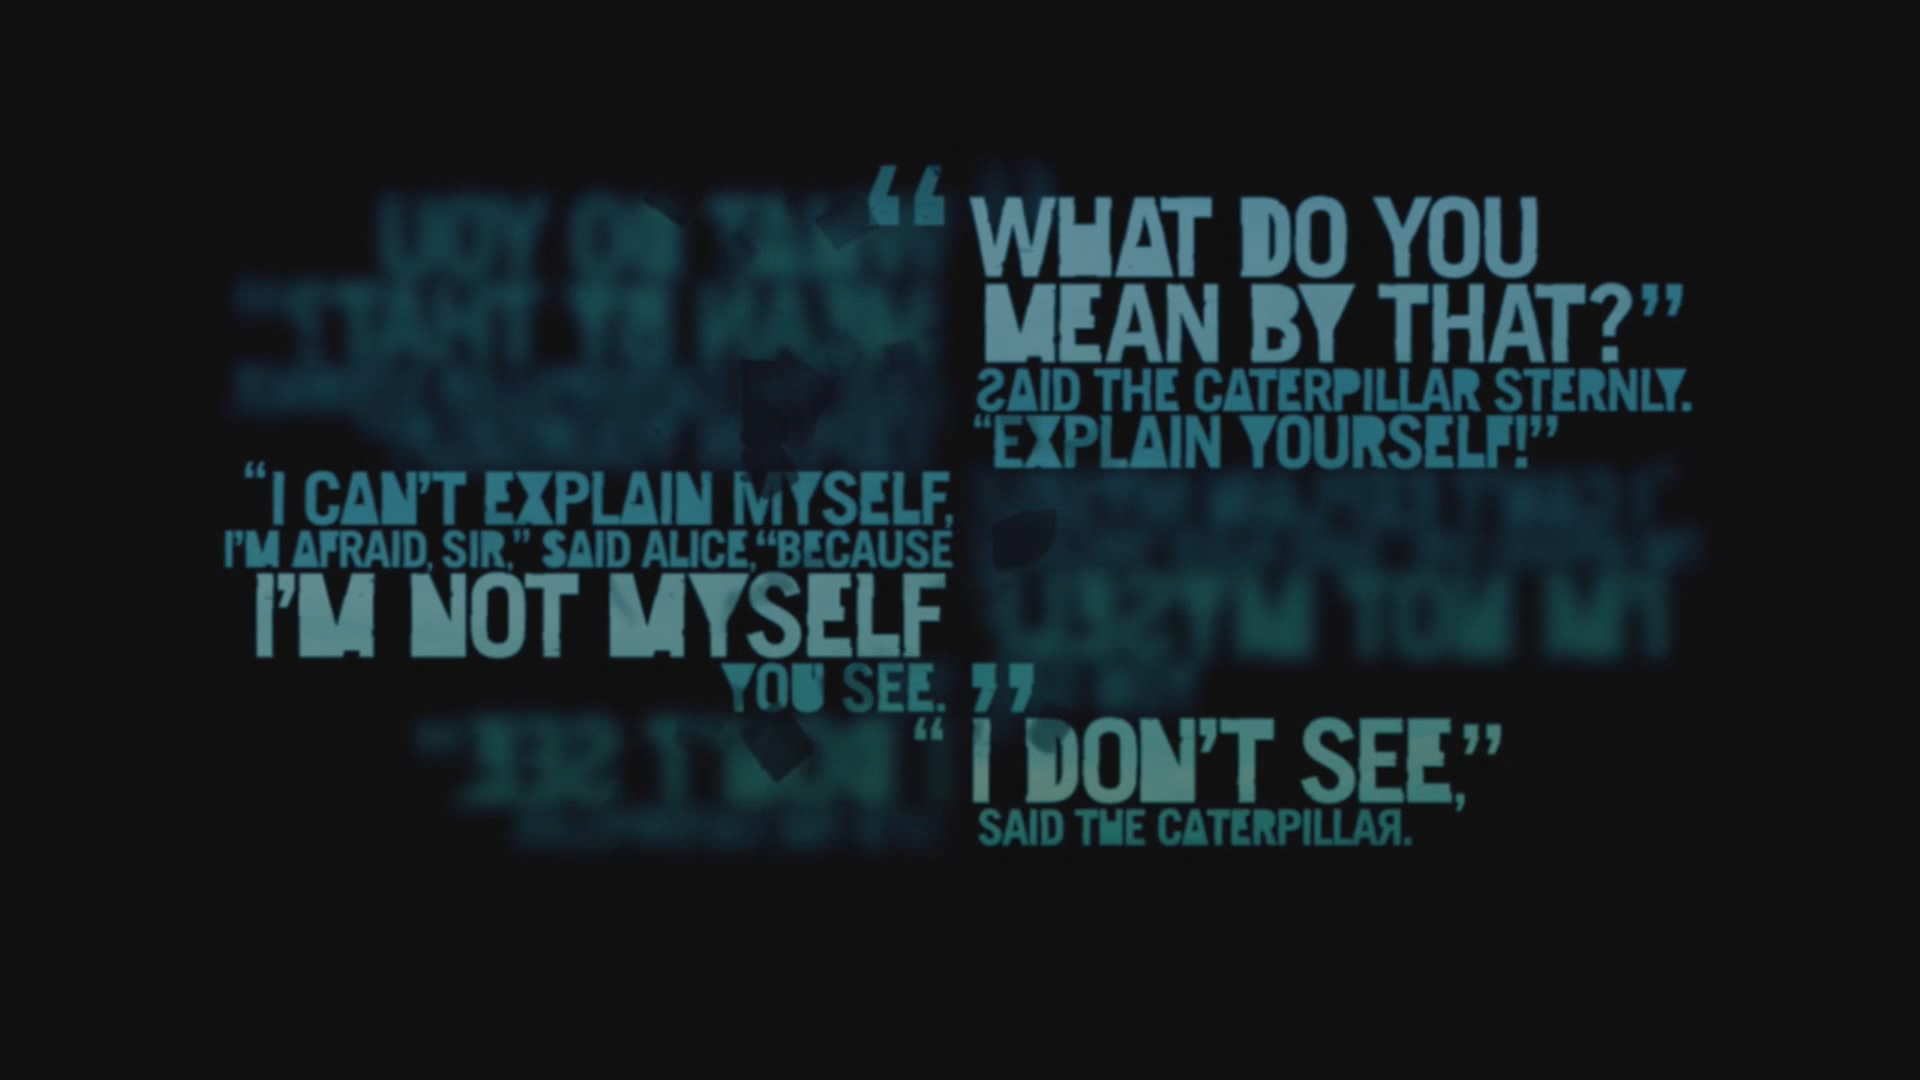 “WHAT DO YOU
MEAN BY THAT?”
SAID THE CATERPILLAR STERNLY.
“EXPLAIN YOURSELF!”
“I CAN’T EXPLAIN MYSELF,
I’M AFRAID, SIR,” SAID ALICE, “BECAUSE
I’M NOT MYSELF
YOU SEE.”
“I DON’T SEE,”
SAID THE CATERPILLAR.